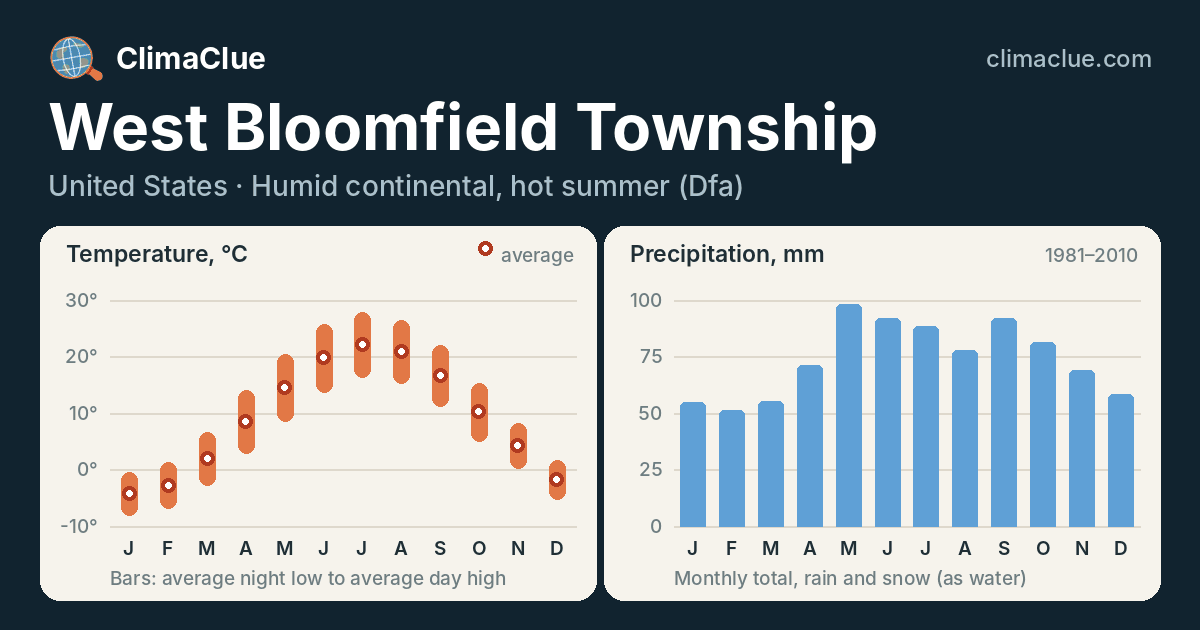 ClimaClue
climaclue.com
West Bloomfield Township
United States · Humid continental, hot summer (Dfa)
Temperature, °C
average
30°
20°
10°
0°
-10°
J F M A M J J A S O N D
Bars: average night low to average day high
Precipitation, mm
1981–2010
100
75
50
25
0
J F M A M J J A S O N D
Monthly total, rain and snow (as water)